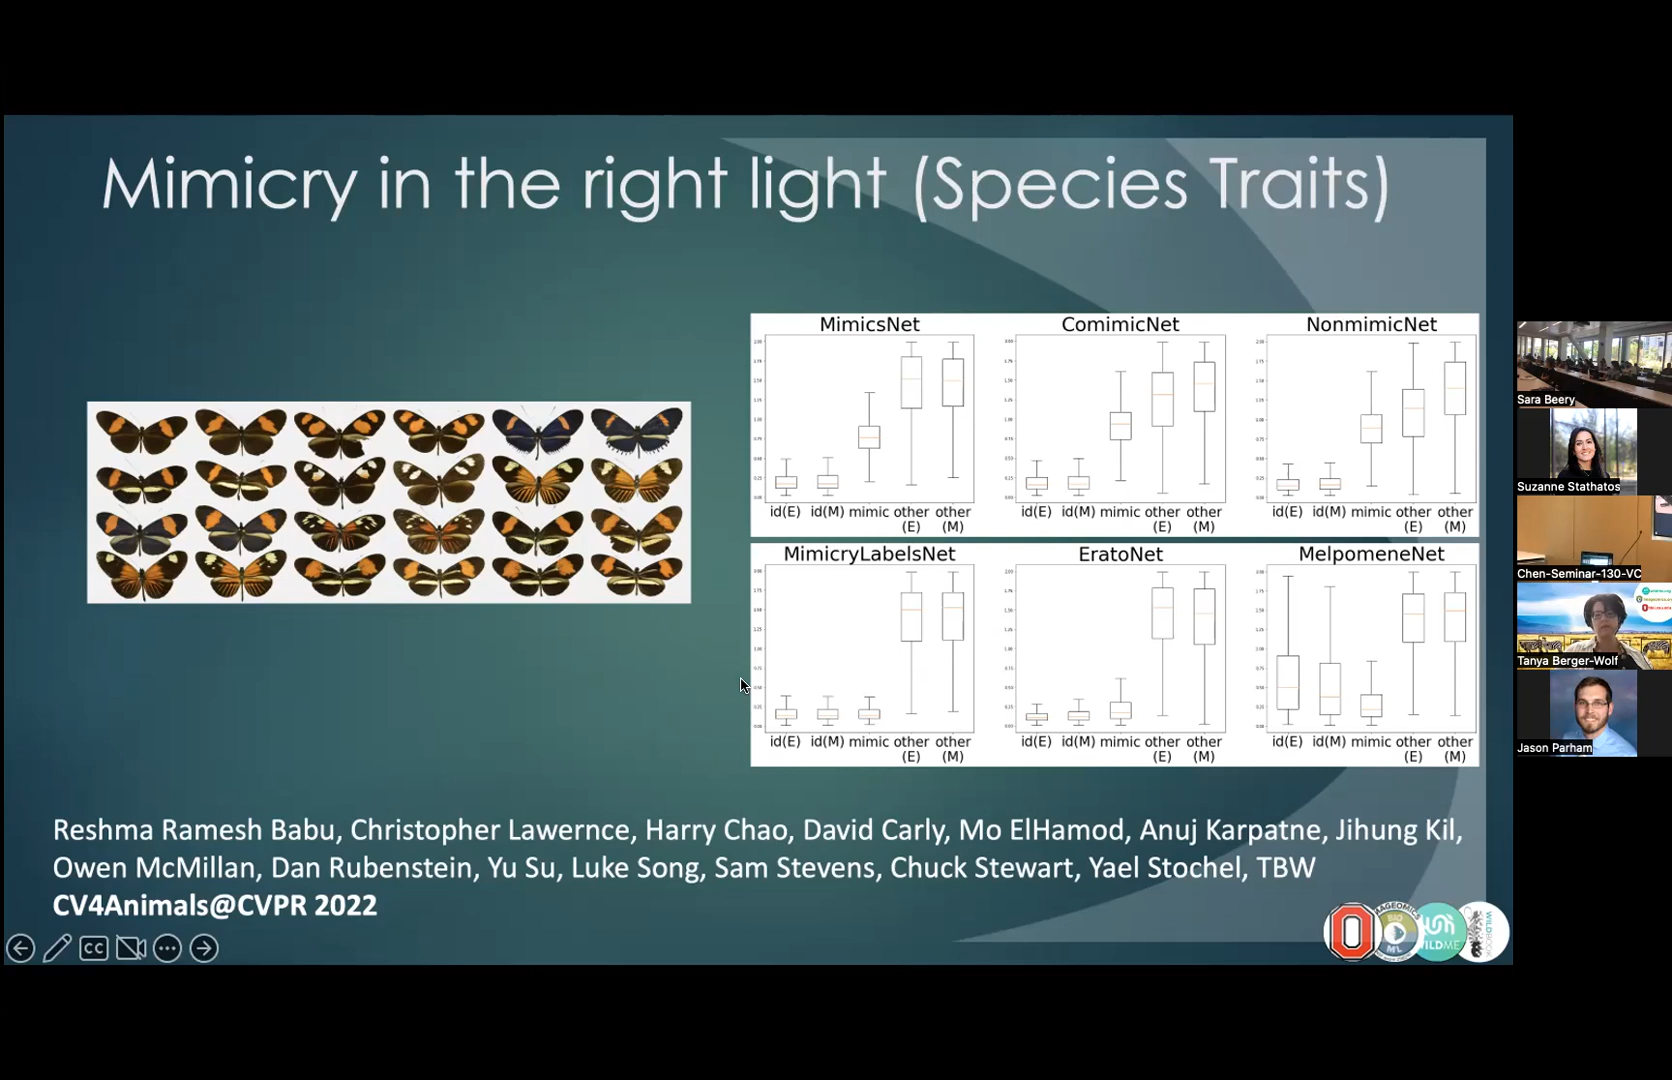 Mimicry in the right light (Species Traits)
MimicsNet
id(E) id(M) mimic other (E) other (M)
ComimicNet
id(E) id(M) mimic other (E) other (M)
NonmimicNet
id(E) id(M) mimic other (E) other (M)
MimicryLabelsNet
id(E) id(M) mimic other (E) other (M)
EratoNet
id(E) id(M) mimic other (E) other (M)
MelpomeneNet
id(E) id(M) mimic other (E) other (M)
Reshma Ramesh Babu, Christopher Lawernce, Harry Chao, David Carly, Mo ElHamod, Anuj Karpatne, Jihung Kil,
Owen McMillan, Dan Rubenstein, Yu Su, Luke Song, Sam Stevens, Chuck Stewart, Yael Stochel, TBW
CV4Animals@CVPR 2022
CC
Sara Beery
Suzanne Stathatos
Chen-Seminar-130-VC
Tanya Berger-Wolf
Jason Parham